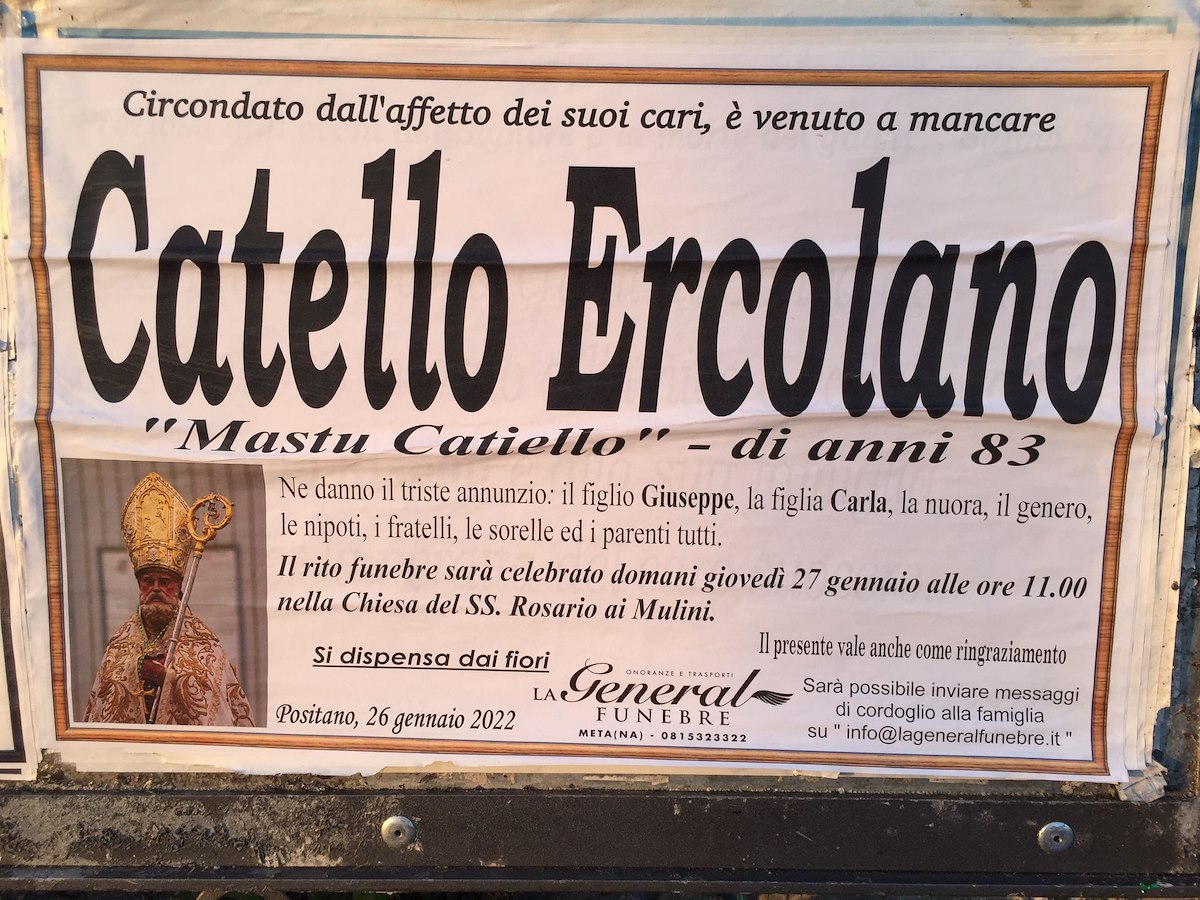 Circondato dall'affetto dei suoi cari, è venuto a mancare
Catello Ercolano
"Mastu Catiello" - di anni 83
Ne danno il triste annunzio: il figlio Giuseppe, la figlia Carla, la nuora, il genero,
le nipoti, i fratelli, le sorelle ed i parenti tutti.
Il rito funebre sarà celebrato domani giovedì 27 gennaio alle ore 11.00
nella Chiesa del SS. Rosario ai Mulini.
Si dispensa dai fiori
Il presente vale anche come ringraziamento
Positano, 26 gennaio 2022
ONORANZE E TRASPORTI
LA General
FUNEBRE
META(NA) - 0815323322
Sarà possibile inviare messaggi
di cordoglio alla famiglia
su " info@lageneralfunebre.it "